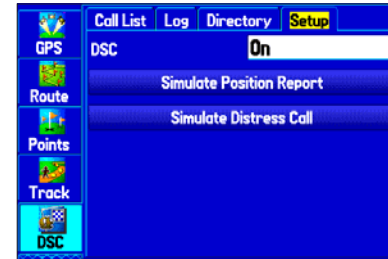 Call List Log Directory Setup
GPS
DSC On
Simulate Position Report
Route
Simulate Distress Call
Points
Track
DSC